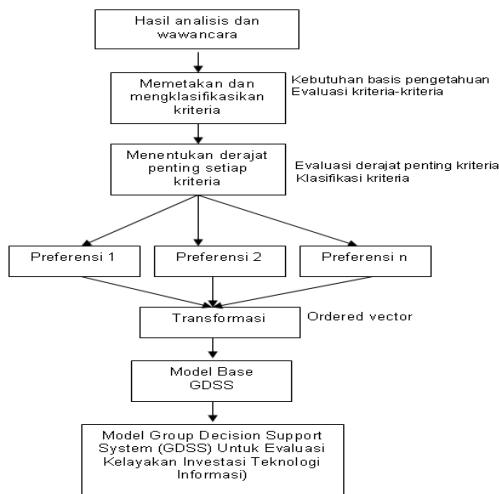 Hasil analisis dan
wawancara
Memetakan dan
mengklasifikasikan
kriteria
Kebutuhan basis pengetahuan
Evaluasi kriteria-kriteria
Menentukan derajat
penting setiap
kriteria
Evaluasi derajat penting kriteria
Klasifikasi kriteria
Preferensi 1
Preferensi 2
Preferensi n
Transformasi
Ordered vector
Model Base
GDSS
Model Group Decision Support
System (GDSS) Untuk Evaluasi
Kelayakan Investasi Teknologi
Informasi)